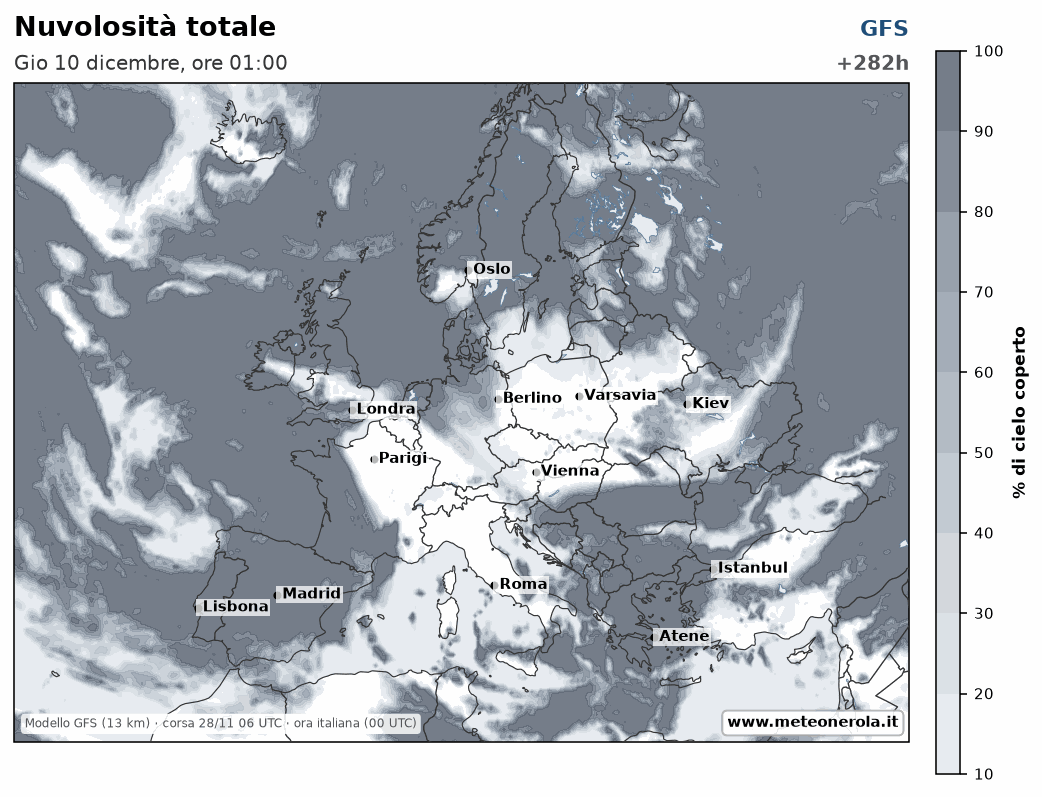 Nuvolosità totale
GFS
Gio 10 dicembre, ore 01:00
+282h
Oslo
Londra
Berlino
Varsavia
Kiev
Parigi
Vienna
Roma
Istanbul
Madrid
Lisbona
Atene
Modello GFS (13 km) · corsa 28/11 06 UTC · ora italiana (00 UTC)
www.meteonerola.it
100
90
80
70
60
50
40
30
20
10
% di cielo coperto